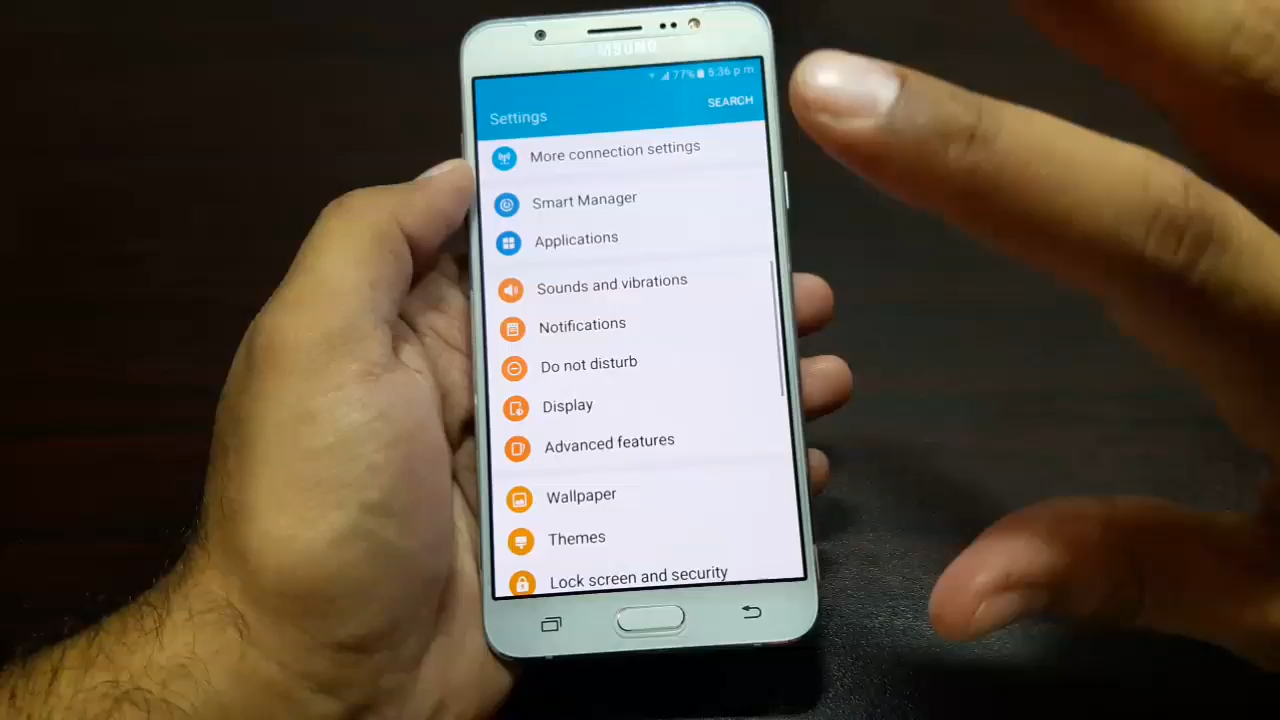 MSUNG
77% 5:36 p m
Settings
SEARCH
More connection settings
Smart Manager
Applications
Sounds and vibrations
Notifications
Do not disturb
Display
Advanced features
Wallpaper
Themes
Lock screen and security